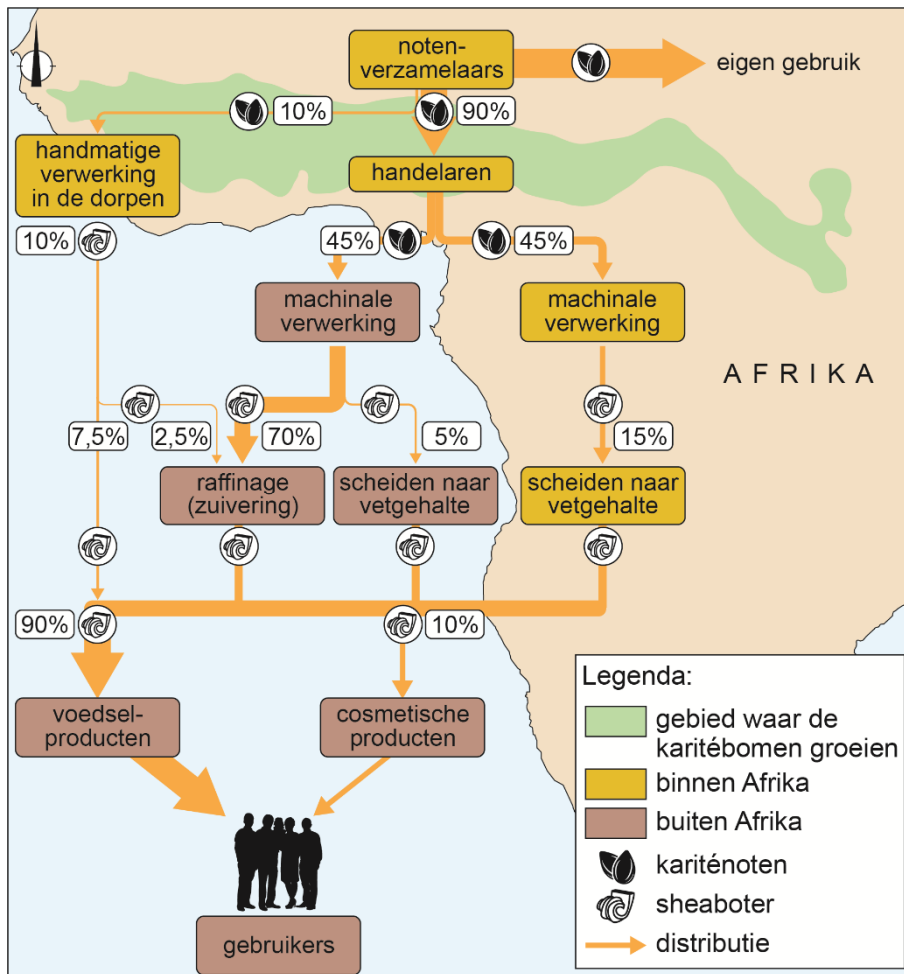 noten-
verzamelaars
eigen gebruik
10%
90%
handmatige
verwerking
in de dorpen
handelaren
10%
45%
45%
machinale
verwerking
machinale
verwerking
AFRIKA
7,5%
2,5%
70%
5%
15%
raffinage
(zuivering)
scheiden naar
vetgehalte
scheiden naar
vetgehalte
90%
10%
voedsel-
producten
cosmetische
producten
gebruikers
Legenda:
gebied waar de
karitébomen groeien
binnen Afrika
buiten Afrika
kariténoten
sheaboter
distributie